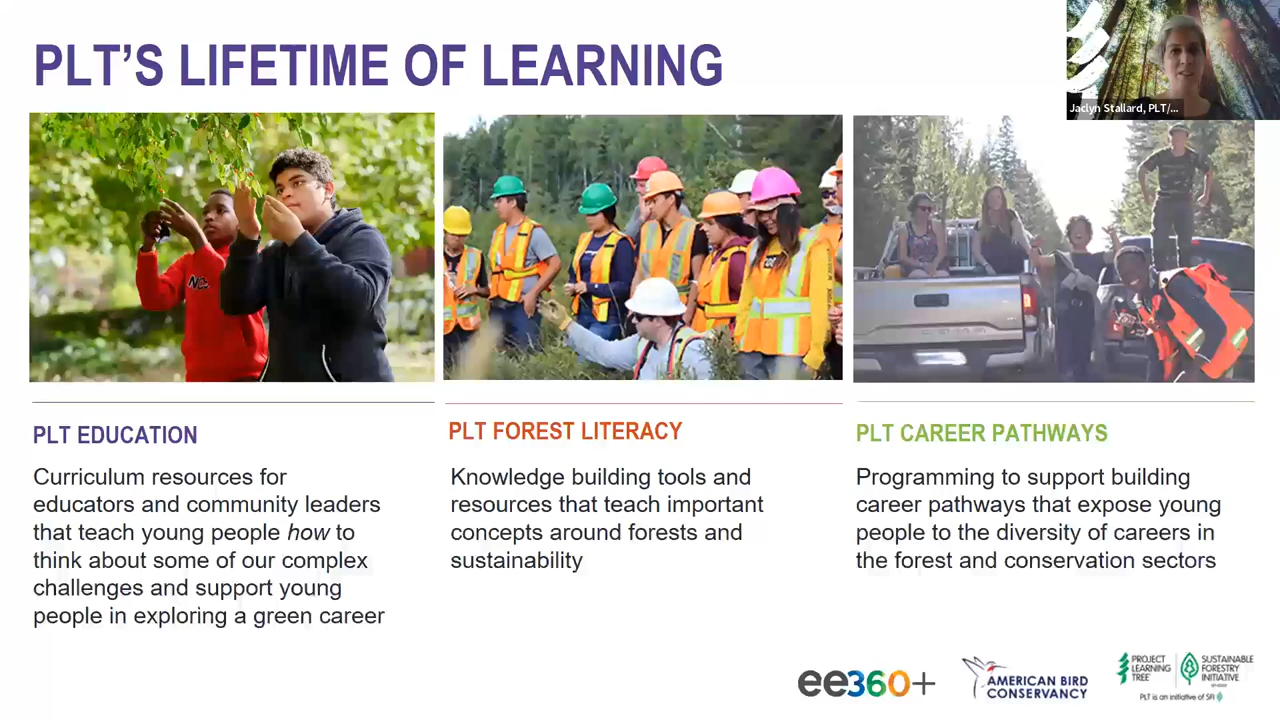 PLT'S LIFETIME OF LEARNING
Jaclyn Stallard, PLT/...
PLT EDUCATION
Curriculum resources for
educators and community leaders
that teach young people how to
think about some of our complex
challenges and support young
people in exploring a green career
PLT FOREST LITERACY
Knowledge building tools and
resources that teach important
concepts around forests and
sustainability
PLT CAREER PATHWAYS
Programming to support building
career pathways that expose young
people to the diversity of careers in
the forest and conservation sectors
ee360+
AMERICAN BIRD
CONSERVANCY
PROJECT
LEARNING
TREE
SUSTAINABLE
FORESTRY
INITIATIVE
PLT is an initiative of SFI